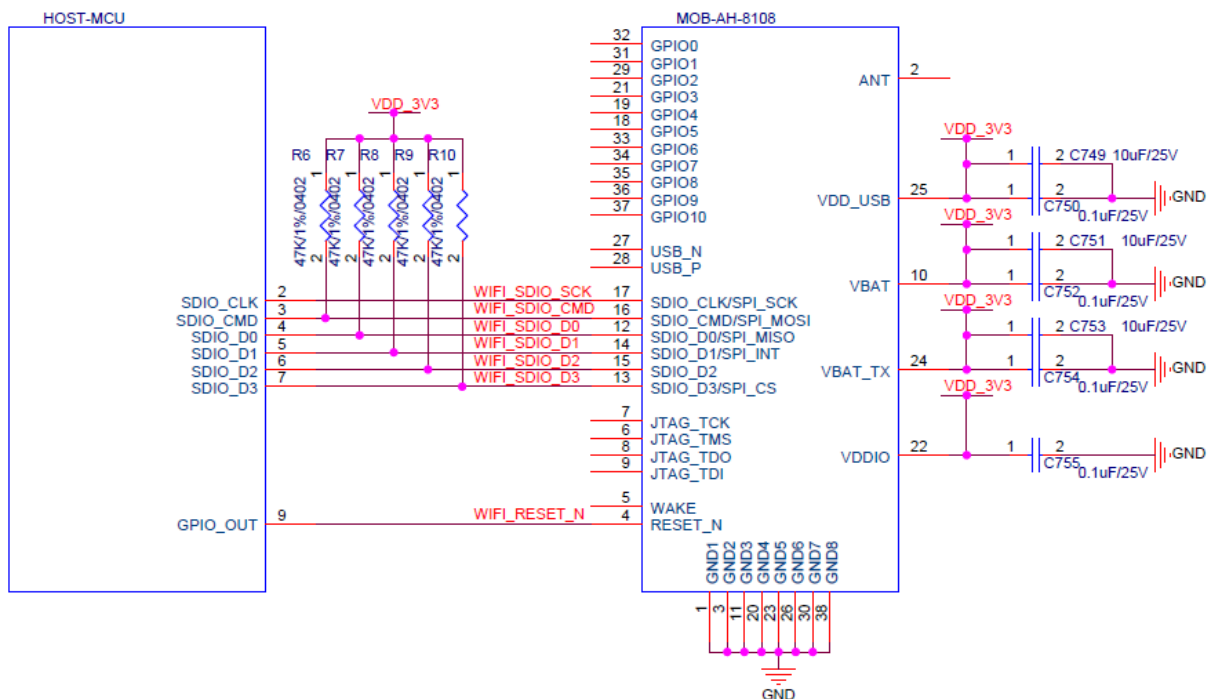 HOST-MCU
MOB-AH-8108
32 GPIO0
31 GPIO1
29 GPIO2
21 GPIO3
19 GPIO4
18 GPIO5
33 GPIO6
34 GPIO7
35 GPIO8
36 GPIO9
37 GPIO10
27 USB_N
28 USB_P
ANT 2
VDD_3V3
R6 R7 R8 R9 R10
1 1 1 1
47K/1%/0402 47K/1%/0402 47K/1%/0402 47K/1%/0402
2 2 2 2
SDIO_CLK 2 WIFI_SDIO_SCK 17 SDIO_CLK/SPI_SCK
SDIO_CMD 3 WIFI_SDIO_CMD 16 SDIO_CMD/SPI_MOSI
SDIO_D0 4 WIFI_SDIO_D0 12 SDIO_D0/SPI_MISO
SDIO_D1 5 WIFI_SDIO_D1 14 SDIO_D1/SPI_INT
SDIO_D2 6 WIFI_SDIO_D2 15 SDIO_D2
SDIO_D3 7 WIFI_SDIO_D3 13 SDIO_D3/SPI_CS
7 JTAG_TCK
6 JTAG_TMS
8 JTAG_TDO
9 JTAG_TDI
5 WAKE
GPIO_OUT 9 WIFI_RESET_N 4 RESET_N
VDD_3V3
1 2 C749 10uF/25V
VDD_USB 25 1 2 GND
C750 0.1uF/25V
VDD_3V3
1 2 C751 10uF/25V
VBAT 10 1 2 GND
C752 0.1uF/25V
VDD_3V3
1 2 C753 10uF/25V
VBAT_TX 24 1 2 GND
C754 0.1uF/25V
VDD_3V3
VDDIO 22 1 2 GND
C755 0.1uF/25V
GND1 GND2 GND3 GND4 GND5 GND6 GND7 GND8
1 3 11 20 23 26 30 38
GND